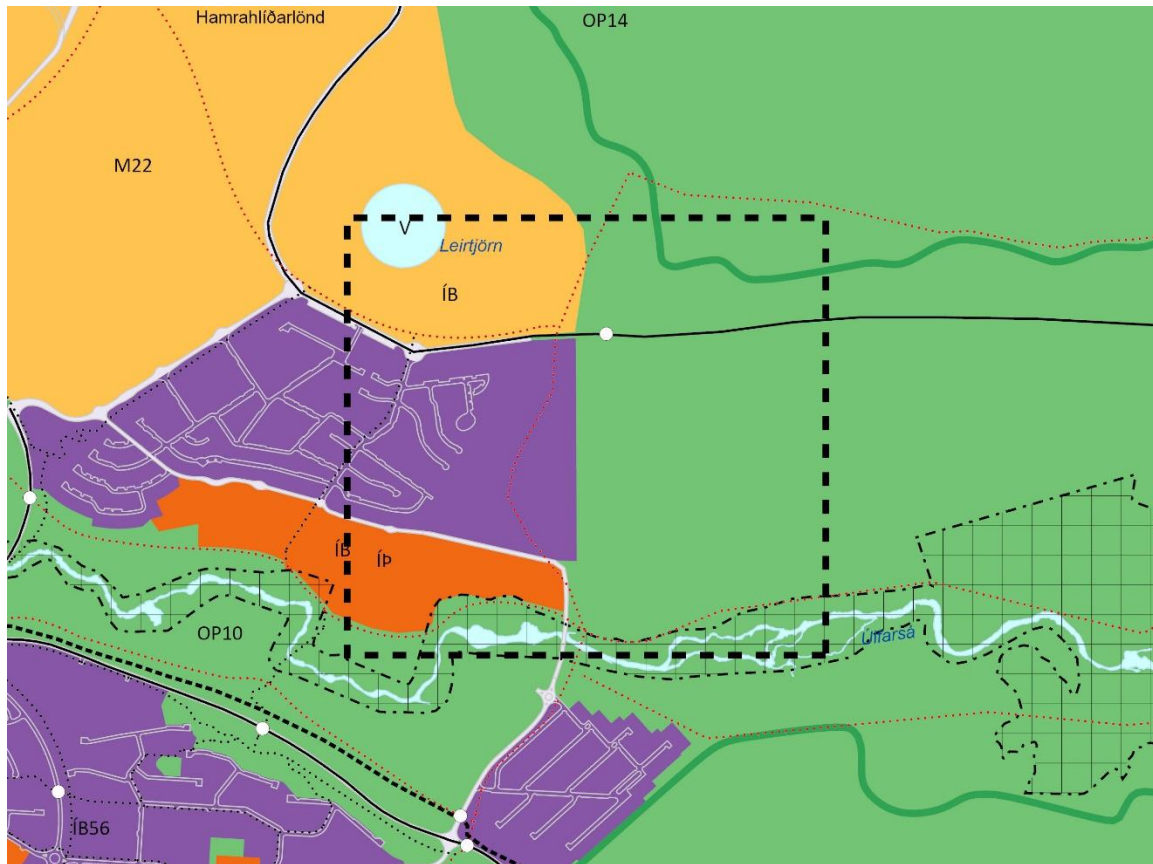 Hamrahlíðarlönd
OP14
M22
V
Leirtjörn
ÍB
ÍB
ÍÞ
OP10
Úlfarsá
ÍB56